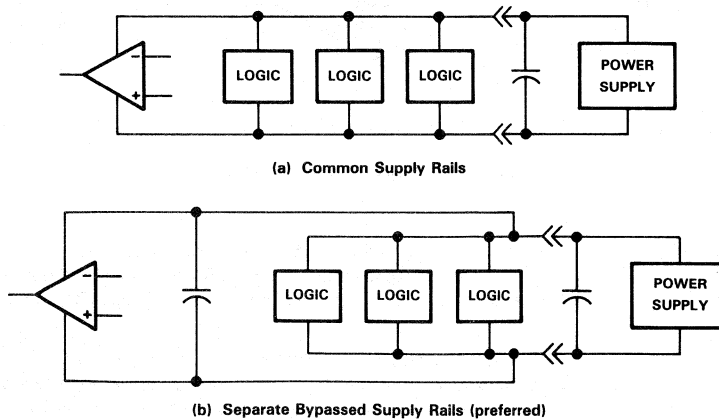 −
+
LOGIC
LOGIC
LOGIC
POWER
SUPPLY
(a) Common Supply Rails
−
+
LOGIC
LOGIC
LOGIC
POWER
SUPPLY
(b) Separate Bypassed Supply Rails (preferred)